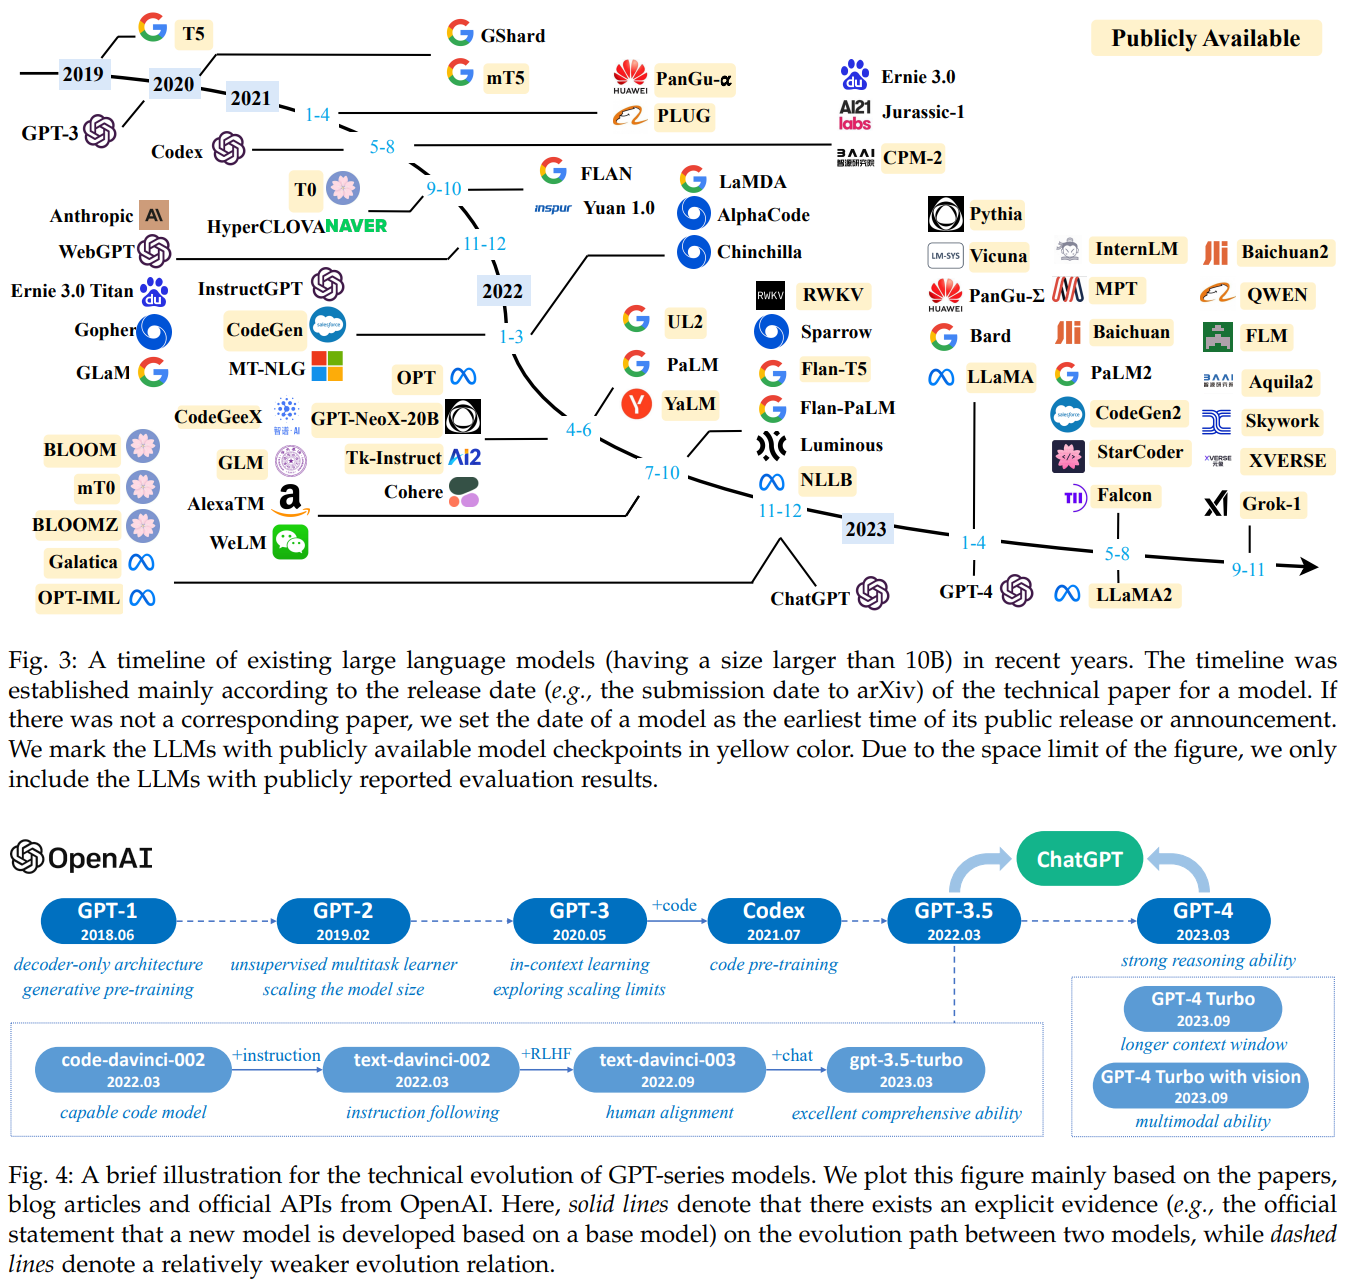 T5
GShard
Publicly Available
2019
mT5
PanGu-α
Ernie 3.0
2020
HUAWEI
2021
AI21
labs
Jurassic-1
1-4
PLUG
GPT-3
Codex
5-8
BAAI
智源研究院
CPM-2
T0
9-10
FLAN
LaMDA
inspur
Yuan 1.0
AlphaCode
Anthropic
HyperCLOVA
NAVER
Pythia
WebGPT
11-12
Chinchilla
LM-SYS
Vicuna
InternLM
Baichuan2
Ernie 3.0 Titan
InstructGPT
2022
RWKV
RWKV
HUAWEI
PanGu-Σ
MPT
QWEN
Gopher
CodeGen
salesforce
1-3
UL2
Sparrow
Bard
Baichuan
FLM
GLaM
MT-NLG
PaLM
Flan-T5
LLaMA
PaLM2
BAAI
Aquila2
OPT
YaLM
Flan-PaLM
salesforce
CodeGen2
Skywork
CodeGeeX
智谱·AI
GPT-NeoX-20B
4-6
Luminous
BLOOM
GLM
Tk-Instruct
Ai2
7-10
StarCoder
XVERSE
元象
XVERSE
mT0
AlexaTM
a
Cohere
NLLB
TII
Falcon
xI
Grok-1
BLOOMZ
WeLM
11-12
2023
1-4
5-8
9-11
Galatica
OPT-IML
ChatGPT
GPT-4
LLaMA2
Fig. 3: A timeline of existing large language models (having a size larger than 10B) in recent years. The timeline was
established mainly according to the release date (e.g., the submission date to arXiv) of the technical paper for a model. If
there was not a corresponding paper, we set the date of a model as the earliest time of its public release or announcement.
We mark the LLMs with publicly available model checkpoints in yellow color. Due to the space limit of the figure, we only
include the LLMs with publicly reported evaluation results.
OpenAI
ChatGPT
GPT-1
2018.06
GPT-2
2019.02
GPT-3
2020.05
+code
Codex
2021.07
GPT-3.5
2022.03
GPT-4
2023.03
decoder-only architecture
generative pre-training
unsupervised multitask learner
scaling the model size
in-context learning
exploring scaling limits
code pre-training
strong reasoning ability
GPT-4 Turbo
2023.09
longer context window
GPT-4 Turbo with vision
2023.09
multimodal ability
code-davinci-002
2022.03
+instruction
text-davinci-002
2022.03
+RLHF
text-davinci-003
2022.09
+chat
gpt-3.5-turbo
2023.03
capable code model
instruction following
human alignment
excellent comprehensive ability
Fig. 4: A brief illustration for the technical evolution of GPT-series models. We plot this figure mainly based on the papers,
blog articles and official APIs from OpenAI. Here, solid lines denote that there exists an explicit evidence (e.g., the official
statement that a new model is developed based on a base model) on the evolution path between two models, while dashed
lines denote a relatively weaker evolution relation.